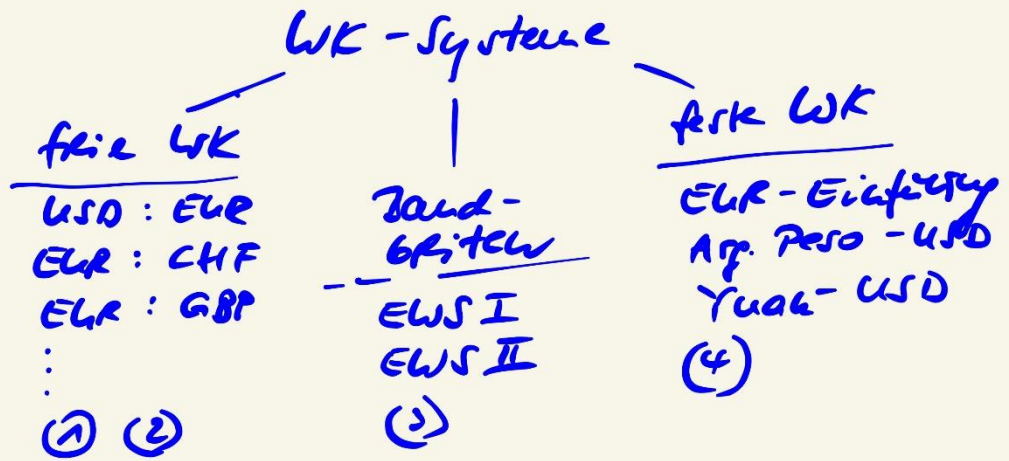 WK-Systeme
freie WK
USD : EUR
EUR : CHF
EUR : GBP
:
① ②
Band-
breiten
EWS I
EWS II
(3)
feste WK
EUR-Einführung
Arg. Peso - USD
Yuan - USD
(4)